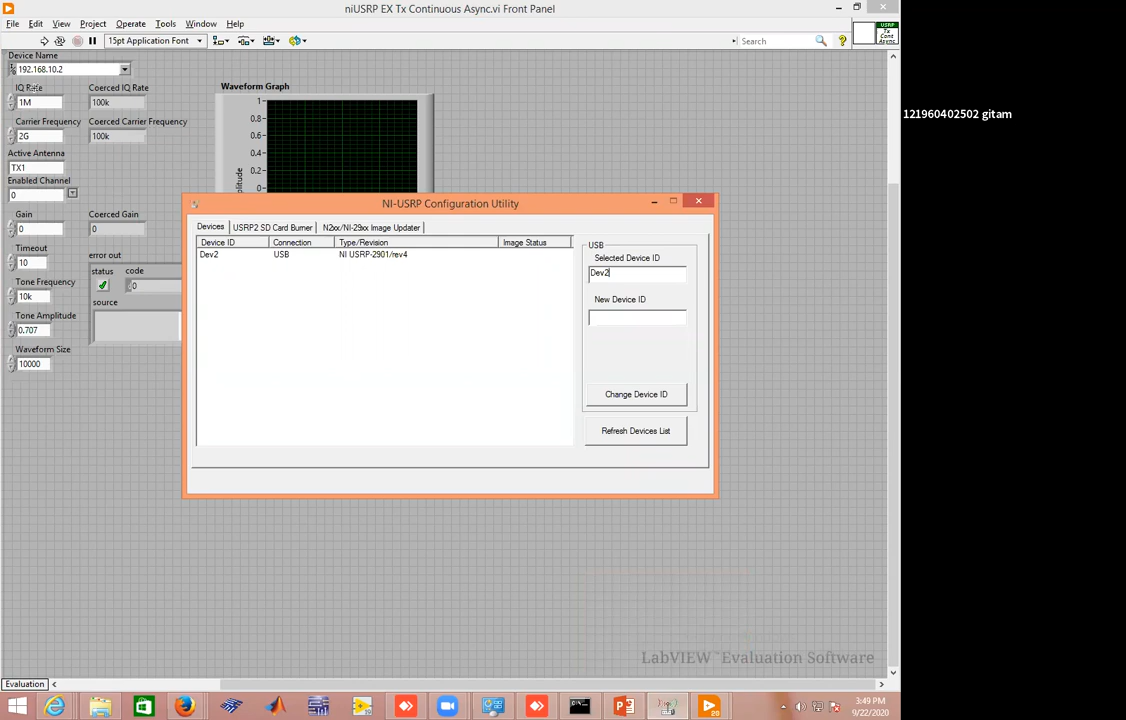 niUSRP EX Tx Continuous Async.vi Front Panel
File Edit View Project Operate Tools Window Help
15pt Application Font
Search
USRP
Tx
Cont
Async
Device Name
192.168.10.2
IQ Rate
Coerced IQ Rate
1M
100k
Carrier Frequency
Coerced Carrier Frequency
2G
100k
Active Antenna
TX1
Enabled Channel
0
Gain
Coerced Gain
0
0
Timeout
10
error out
status
code
0
source
Tone Frequency
10k
Tone Amplitude
0.707
Waveform Size
10000
Waveform Graph
1
0.8
0.6
0.4
0.2
0
plitude
121960402502 gitam
NI-USRP Configuration Utility
Devices USRP2 SD Card Burner N2xx/NI-29xx Image Updater
Device ID Connection Type/Revision Image Status
Dev2 USB NI USRP-2901/rev4
USB
Selected Device ID
Dev2
New Device ID
Change Device ID
Refresh Devices List
LabVIEW™ Evaluation Software
Evaluation
3:49 PM
9/22/2020